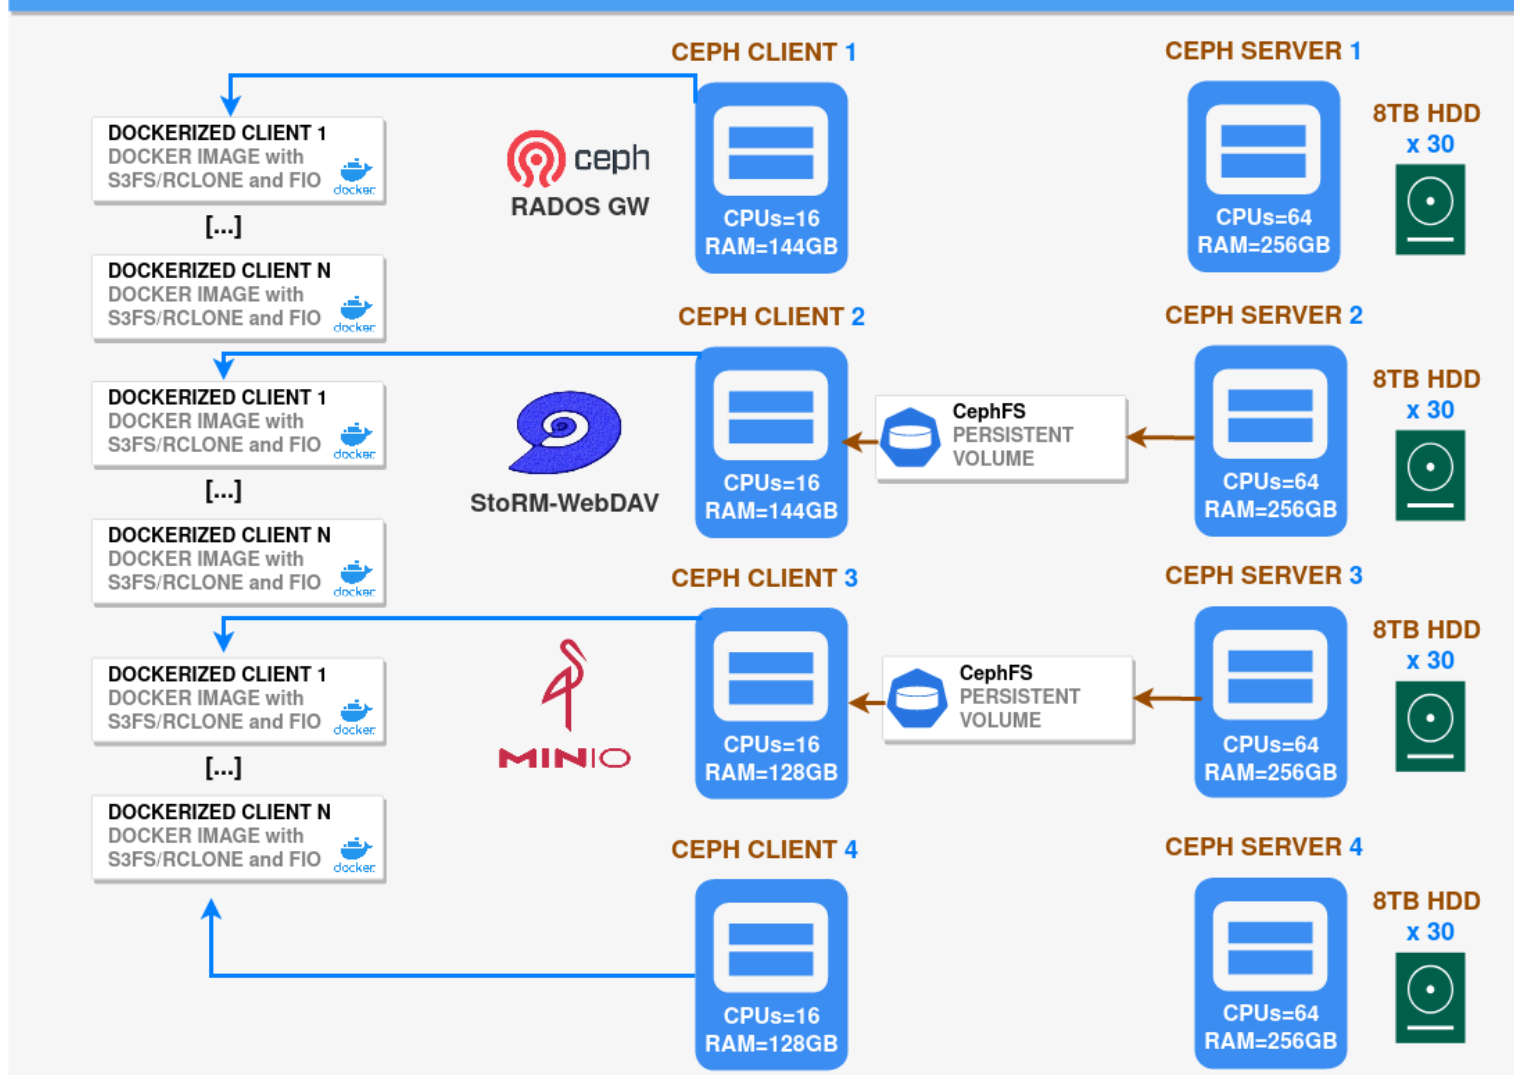 CEPH CLIENT 1
CEPH SERVER 1
8TB HDD
x 30
DOCKERIZED CLIENT 1
DOCKER IMAGE with
S3FS/RCLONE and FIO
docker
ceph
RADOS GW
CPUs=16
RAM=144GB
CPUs=64
RAM=256GB
[...]
DOCKERIZED CLIENT N
DOCKER IMAGE with
S3FS/RCLONE and FIO
docker
CEPH CLIENT 2
CEPH SERVER 2
8TB HDD
x 30
DOCKERIZED CLIENT 1
DOCKER IMAGE with
S3FS/RCLONE and FIO
docker
StoRM-WebDAV
CPUs=16
RAM=144GB
CephFS
PERSISTENT
VOLUME
CPUs=64
RAM=256GB
[...]
DOCKERIZED CLIENT N
DOCKER IMAGE with
S3FS/RCLONE and FIO
docker
CEPH CLIENT 3
CEPH SERVER 3
8TB HDD
x 30
DOCKERIZED CLIENT 1
DOCKER IMAGE with
S3FS/RCLONE and FIO
docker
MINIO
CPUs=16
RAM=128GB
CephFS
PERSISTENT
VOLUME
CPUs=64
RAM=256GB
[...]
DOCKERIZED CLIENT N
DOCKER IMAGE with
S3FS/RCLONE and FIO
docker
CEPH CLIENT 4
CEPH SERVER 4
8TB HDD
x 30
CPUs=16
RAM=128GB
CPUs=64
RAM=256GB